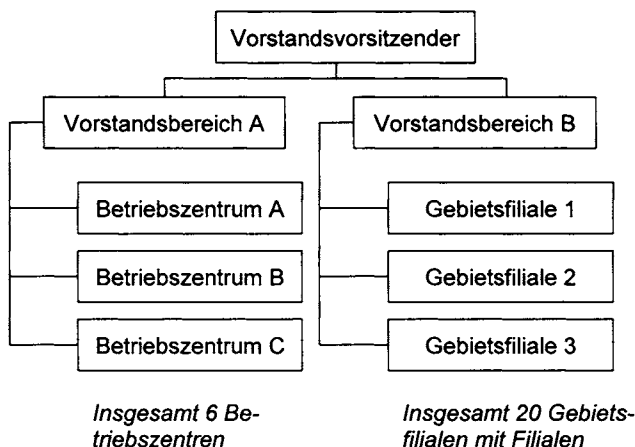 Vorstandsvorsitzender
Vorstandsbereich A
Vorstandsbereich B
Betriebszentrum A
Gebietsfiliale 1
Betriebszentrum B
Gebietsfiliale 2
Betriebszentrum C
Gebietsfiliale 3
Insgesamt 6 Be-
triebszentren
Insgesamt 20 Gebiets-
filialen mit Filialen